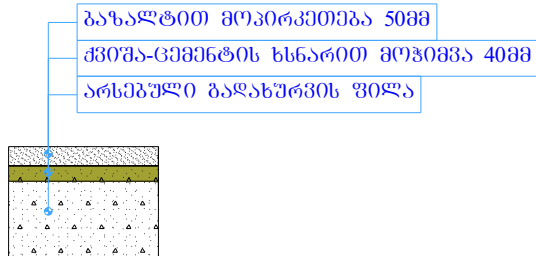 ბაზალტით მოპირკეთება 50მმ
ქვიშა-ცემენტის ხსნარით მოჭიმვა 40მმ
არსებული გადახურვის ფილა